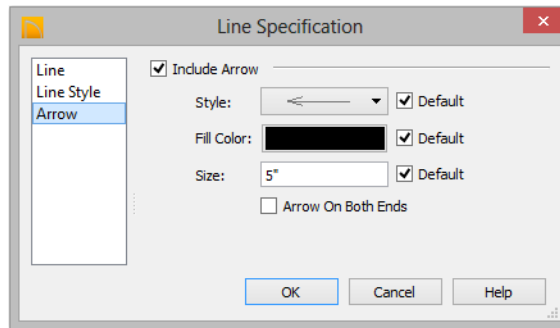 Line Specification
Line
Line Style
Arrow
Include Arrow
Style: Default
Fill Color: Default
Size: 5" Default
Arrow On Both Ends
OK Cancel Help